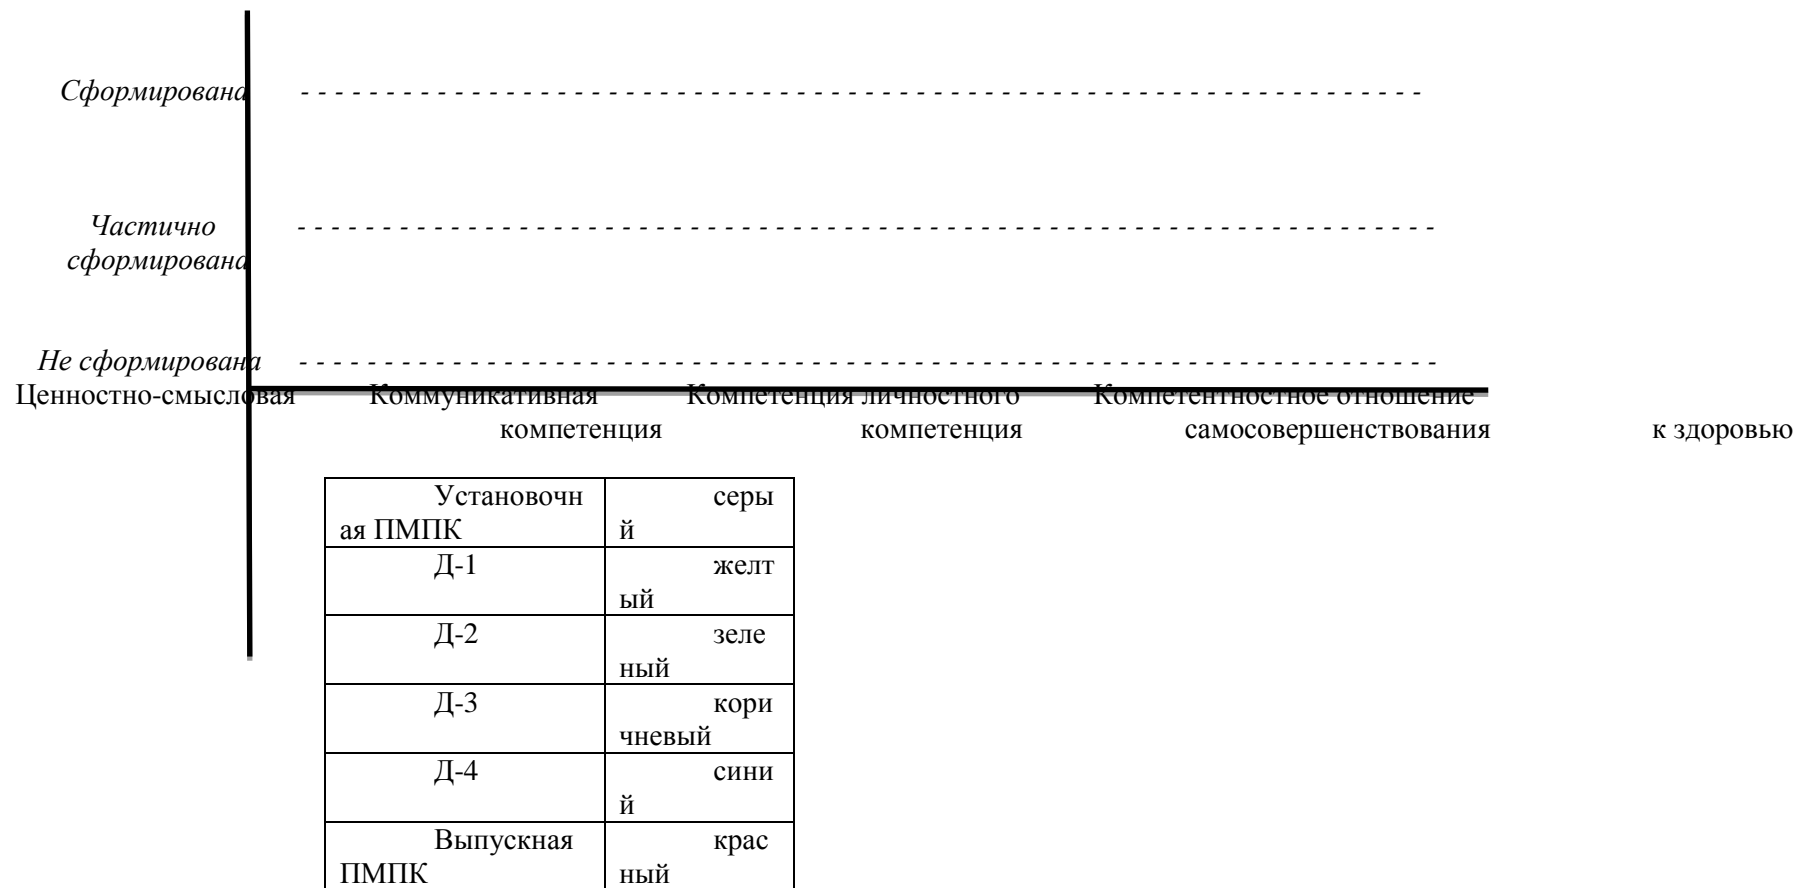 Сформирована - - - - - - - - - - - - - - - - - - - - - - - - - - - - - - - - - - - - - - - - - - - - - - - - - - - - - - - - - - - - - - - - - -
Частично - - - - - - - - - - - - - - - - - - - - - - - - - - - - - - - - - - - - - - - - - - - - - - - - - - - - - - - - - - - - - - - - - - -
сформирована
Не сформирована - - - - - - - - - - - - - - - - - - - - - - - - - - - - - - - - - - - - - - - - - - - - - - - - - - - - - - - - - - - - - - - - - - -
Ценностно-смысловая Коммуникативная Компетенция личностного Компетентностное отношение
компетенция компетенция самосовершенствования к здоровью
Установочн серы
ая ПМПК й
Д-1 желт
ый
Д-2 зеле
ный
Д-3 кори
чневый
Д-4 сини
й
Выпускная крас
ПМПК ный